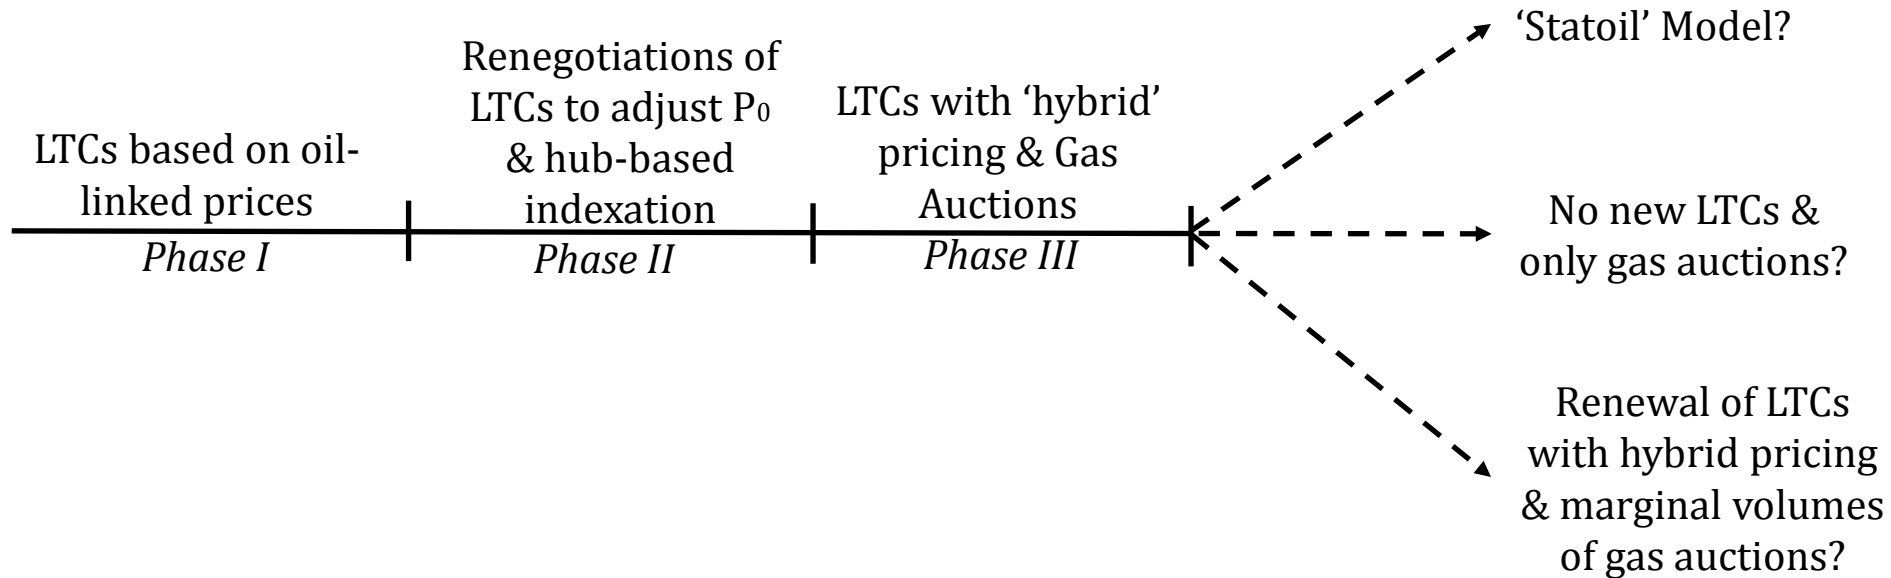 LTCs based on oil-
linked prices
Phase I
Renegotiations of
LTCs to adjust P₀
& hub-based
indexation
Phase II
LTCs with ‘hybrid’
pricing & Gas
Auctions
Phase III
‘Statoil’ Model?
No new LTCs &
only gas auctions?
Renewal of LTCs
with hybrid pricing
& marginal volumes
of gas auctions?